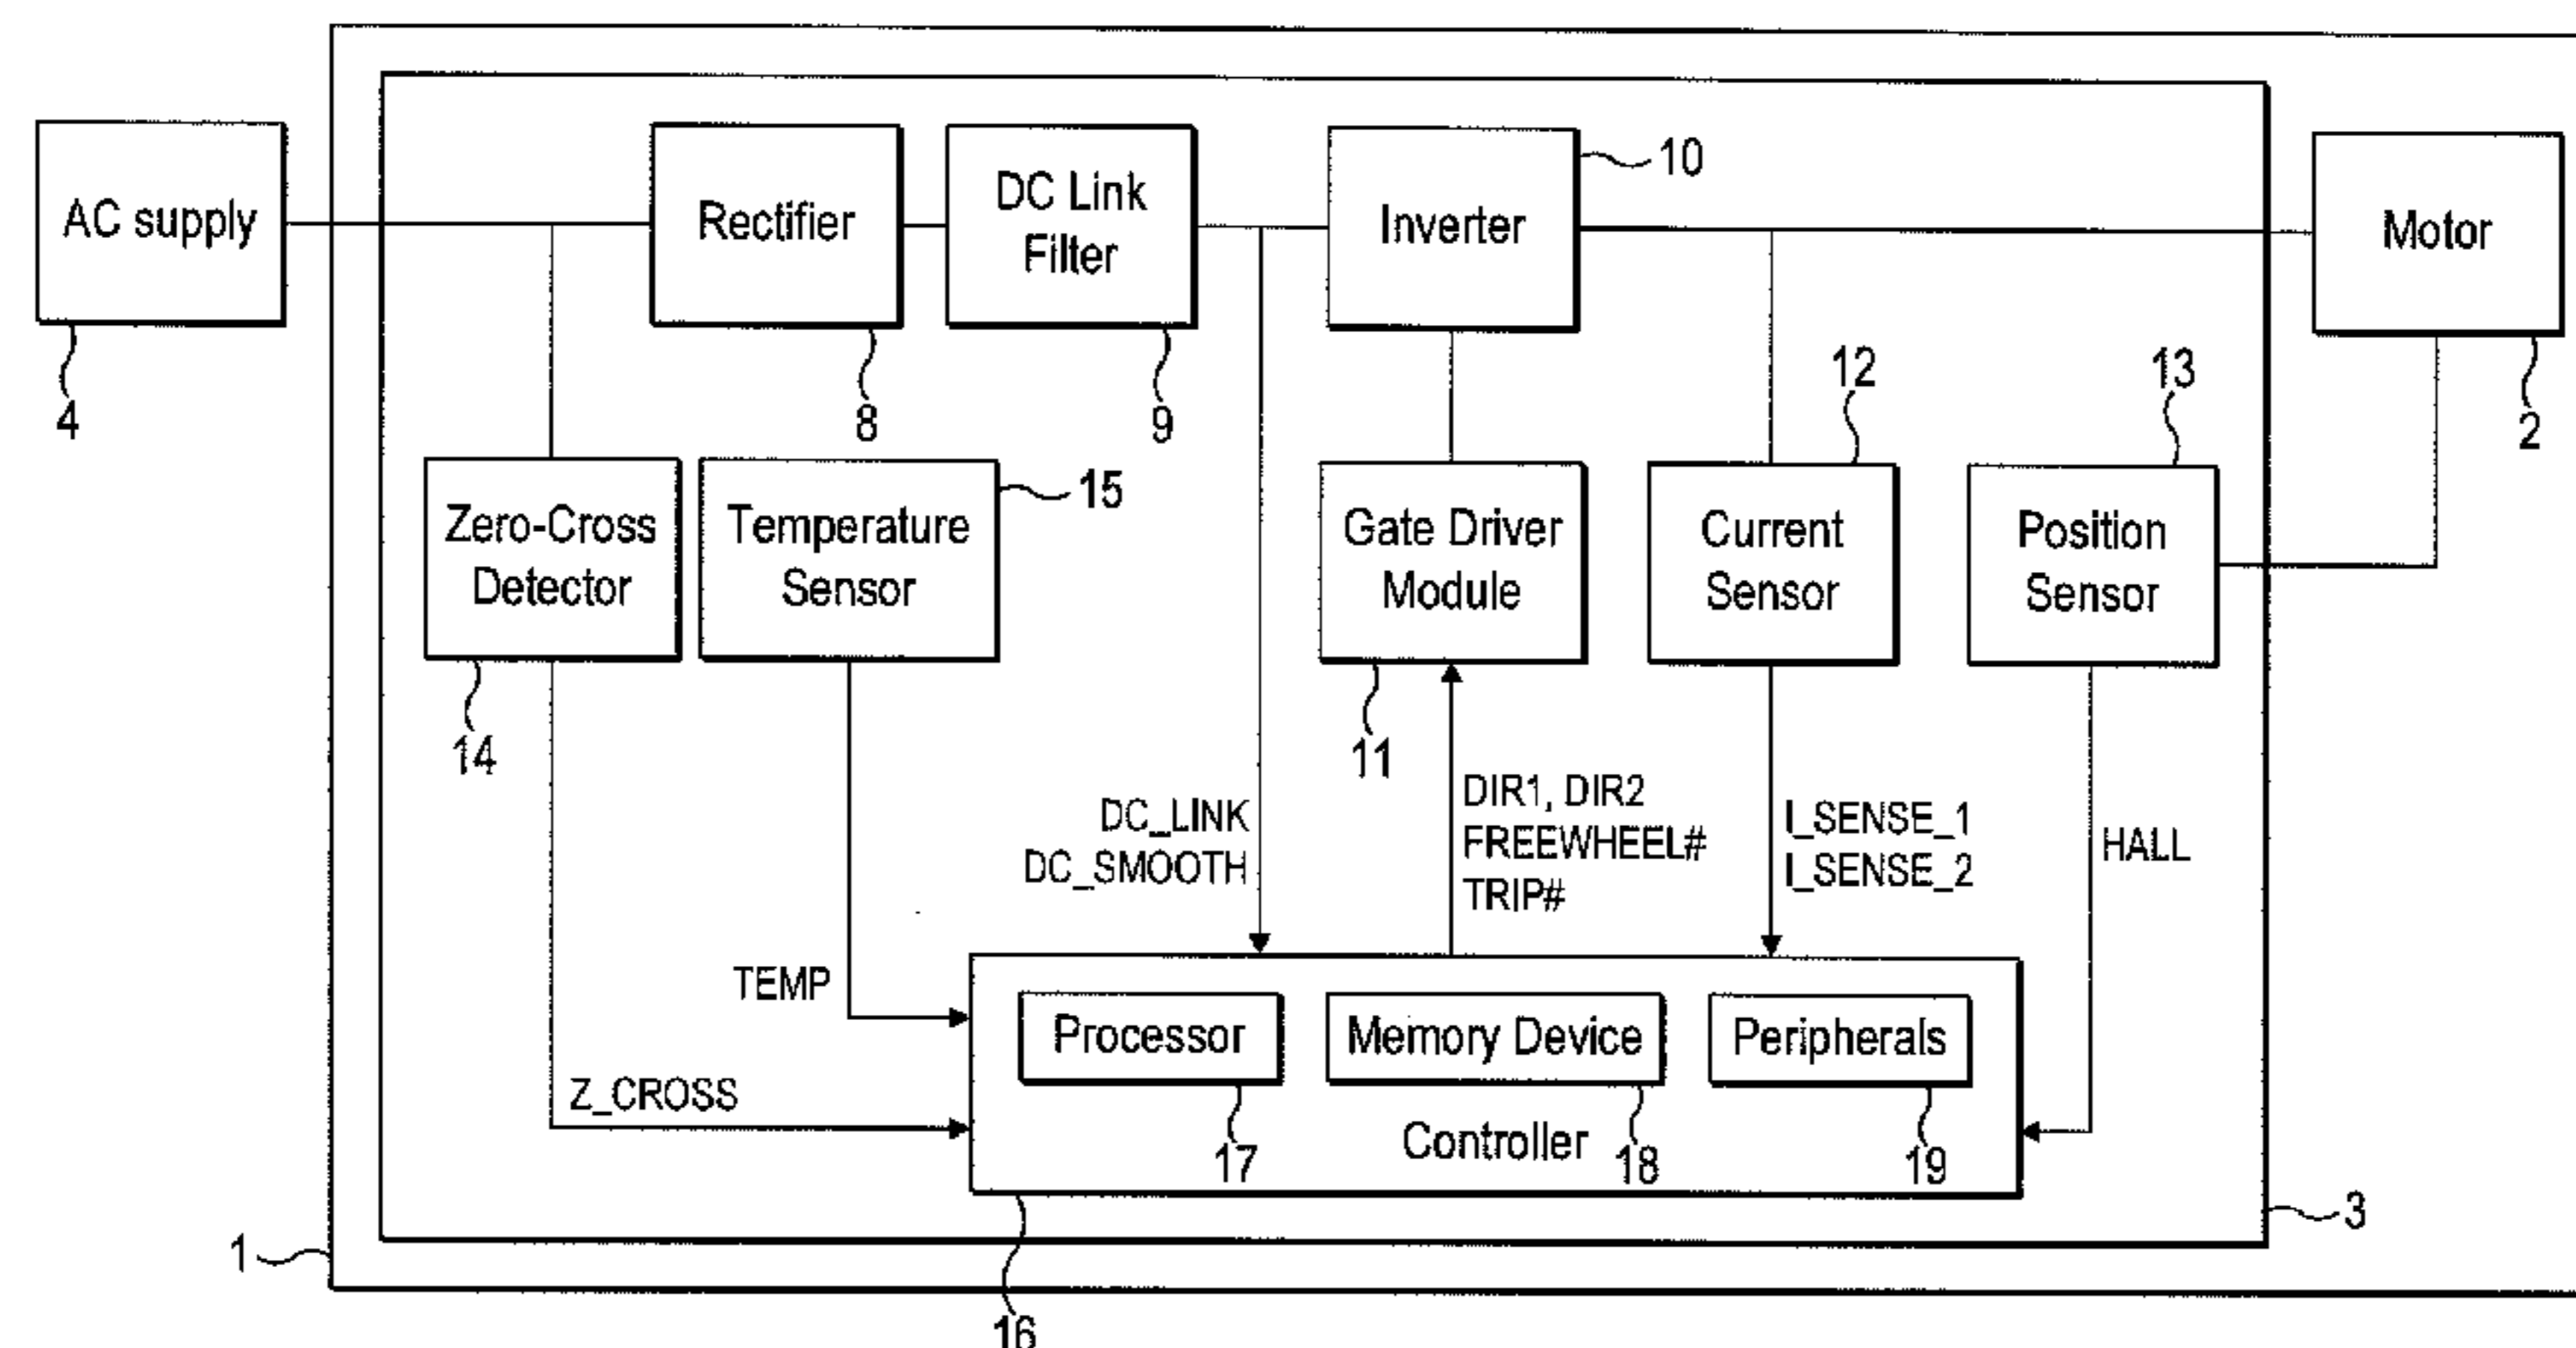 AC supply
4
Rectifier
8
DC Link
Filter
9
Inverter
10
Motor
2
Zero-Cross
Detector
14
Temperature
Sensor
15
Gate Driver
Module
11
Current
Sensor
12
Position
Sensor
13
DC_LINK
DC_SMOOTH
DIR1, DIR2
FREEWHEEL#
TRIP#
I_SENSE_1
I_SENSE_2
HALL
TEMP
Z_CROSS
Processor
17
Memory Device
18
Peripherals
19
Controller
16
1
3